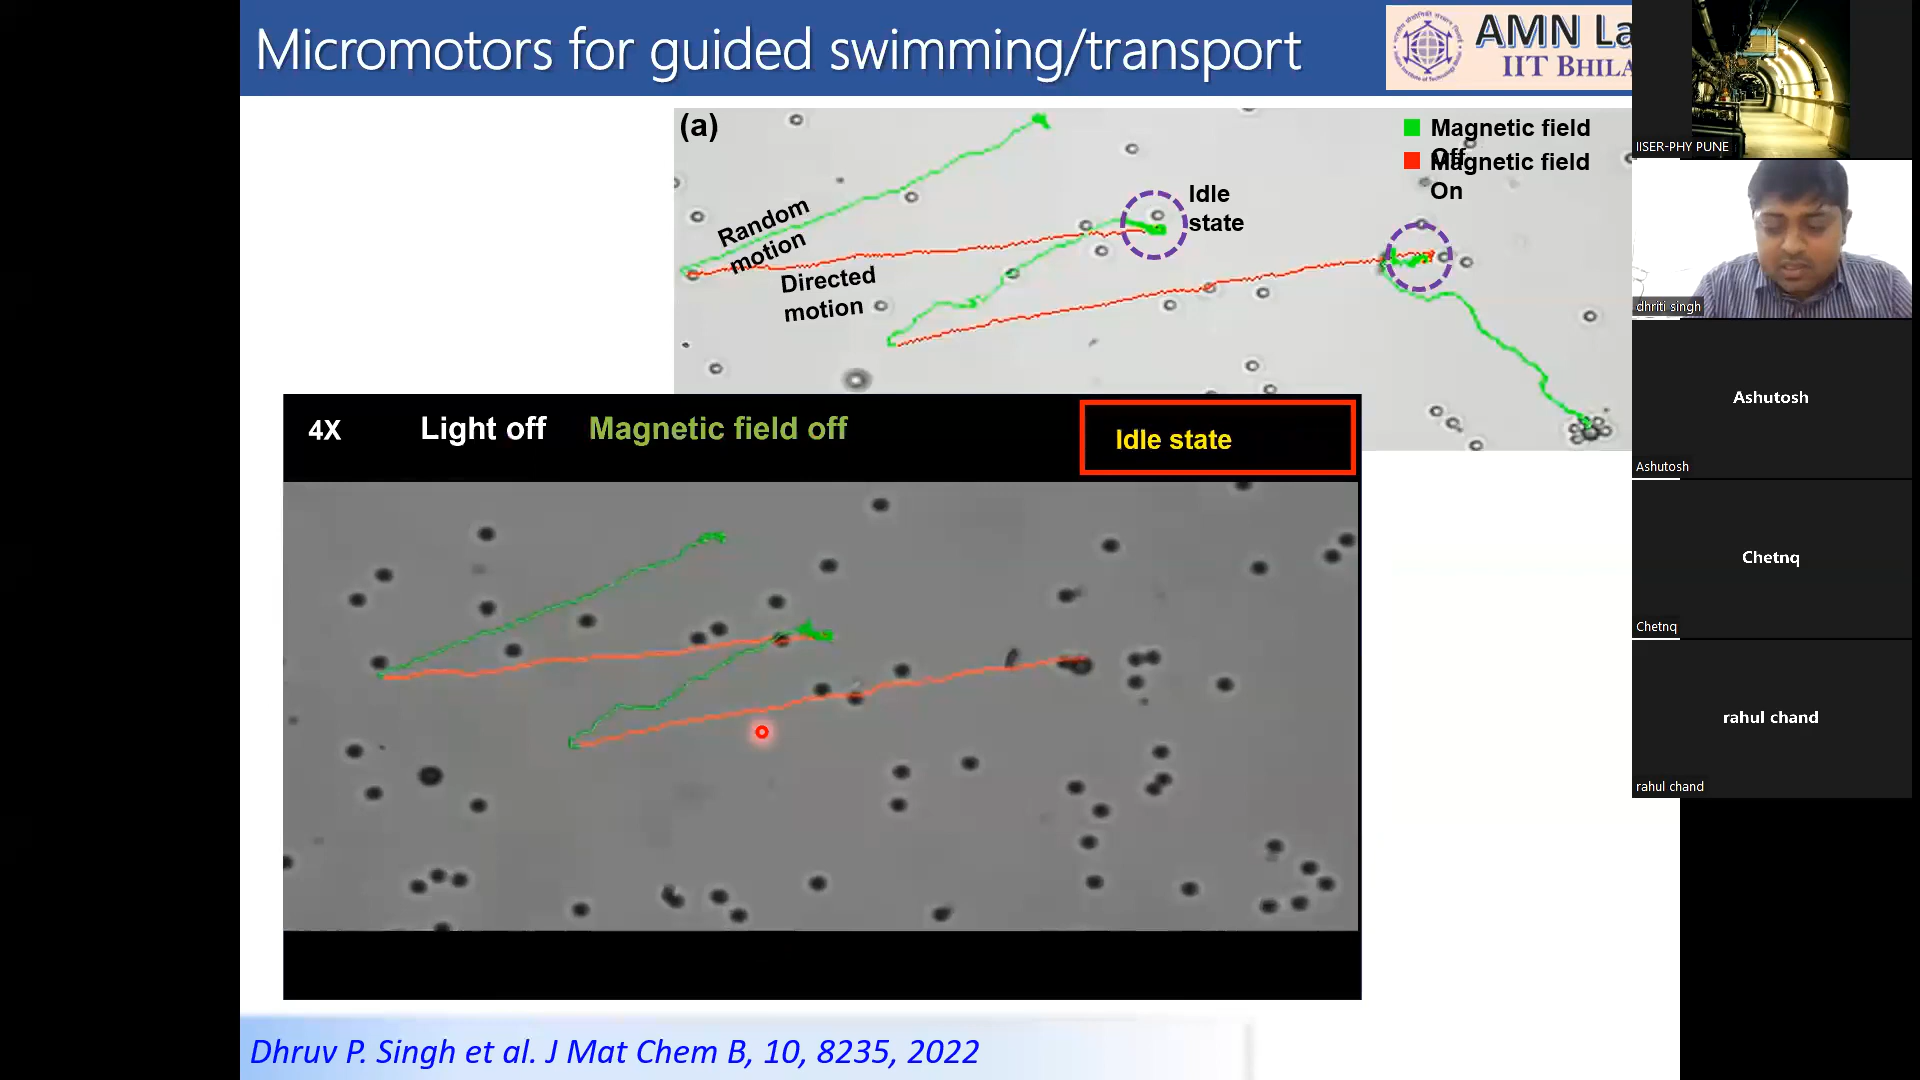 Micromotors for guided swimming/transport
AMN La
IIT BHILA
(a)
Magnetic field
Off
Magnetic field
On
Random
motion
Directed
motion
Idle
state
4X
Light off
Magnetic field off
Idle state
Dhruv P. Singh et al. J Mat Chem B, 10, 8235, 2022
IISER-PHY PUNE
dhriti singh
Ashutosh
Ashutosh
Chetnq
Chetnq
rahul chand
rahul chand